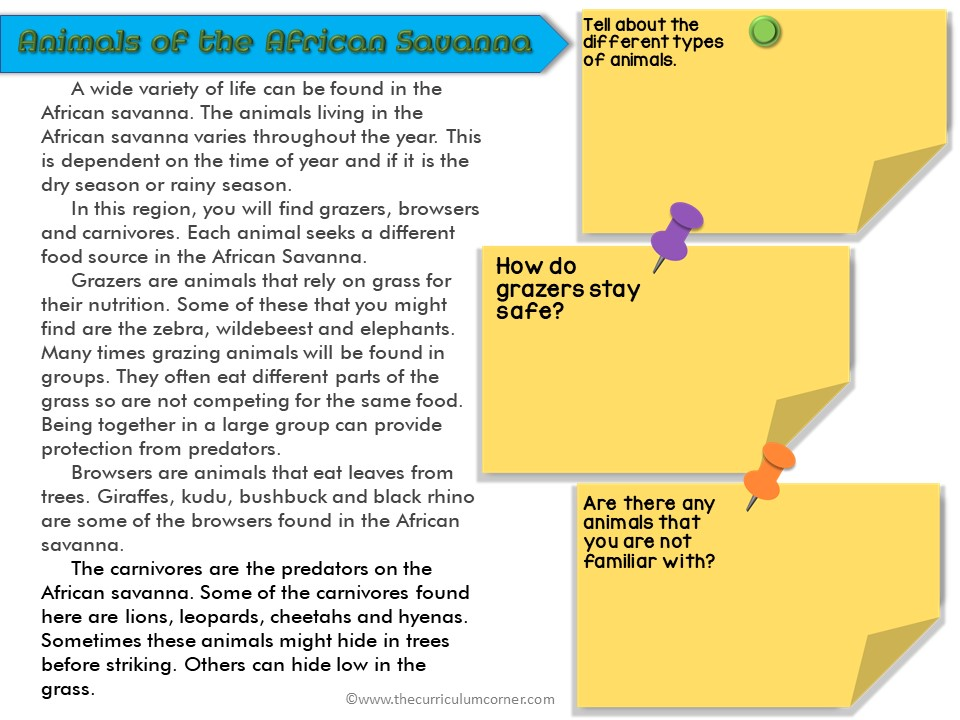 Animals of the African Savanna
A wide variety of life can be found in the
African savanna. The animals living in the
African savanna varies throughout the year. This
is dependent on the time of year and if it is the
dry season or rainy season.
In this region, you will find grazers, browsers
and carnivores. Each animal seeks a different
food source in the African Savanna.
Grazers are animals that rely on grass for
their nutrition. Some of these that you might
find are the zebra, wildebeest and elephants.
Many times grazing animals will be found in
groups. They often eat different parts of the
grass so are not competing for the same food.
Being together in a large group can provide
protection from predators.
Browsers are animals that eat leaves from
trees. Giraffes, kudu, bushbuck and black rhino
are some of the browsers found in the African
savanna.
The carnivores are the predators on the
African savanna. Some of the carnivores found
here are lions, leopards, cheetahs and hyenas.
Sometimes these animals might hide in trees
before striking. Others can hide low in the
grass.
Tell about the
different types
of animals.
How do
grazers stay
safe?
Are there any
animals that
you are not
familiar with?
©www.thecurriculumcorner.com